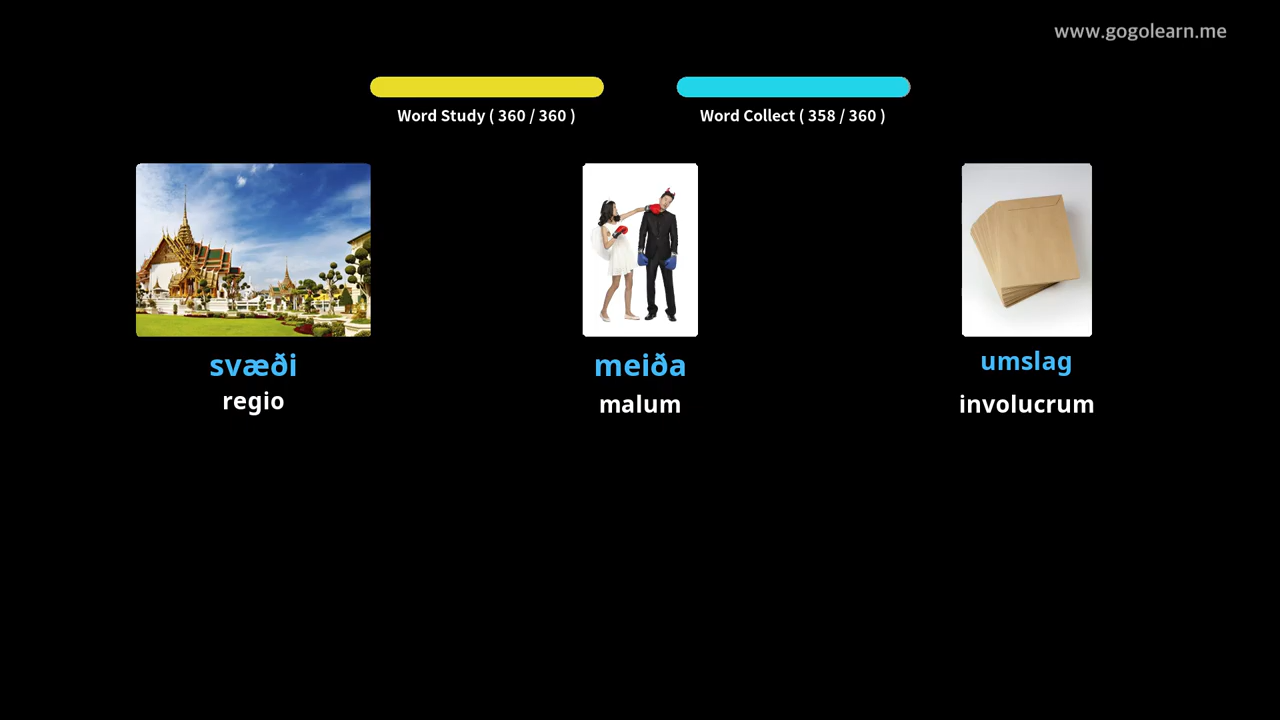 www.gogolearn.me
Word Study ( 360 / 360 )
Word Collect ( 358 / 360 )
svæði
regio
meiða
malum
umslag
involucrum